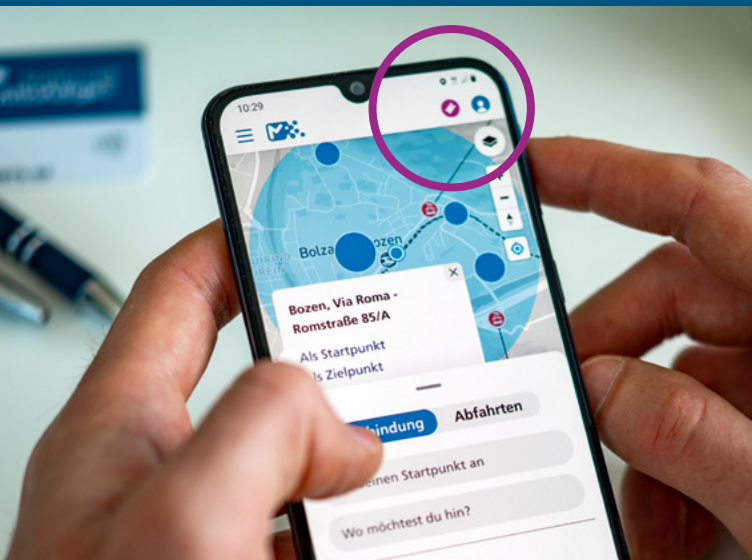 10:29
Bolza
ozen
Bozen, Via Roma -
Romstraße 85/A
Als Startpunkt
ls Zielpunkt
bindung Abfahrten
einen Startpunkt an
Wo möchtest du hin?